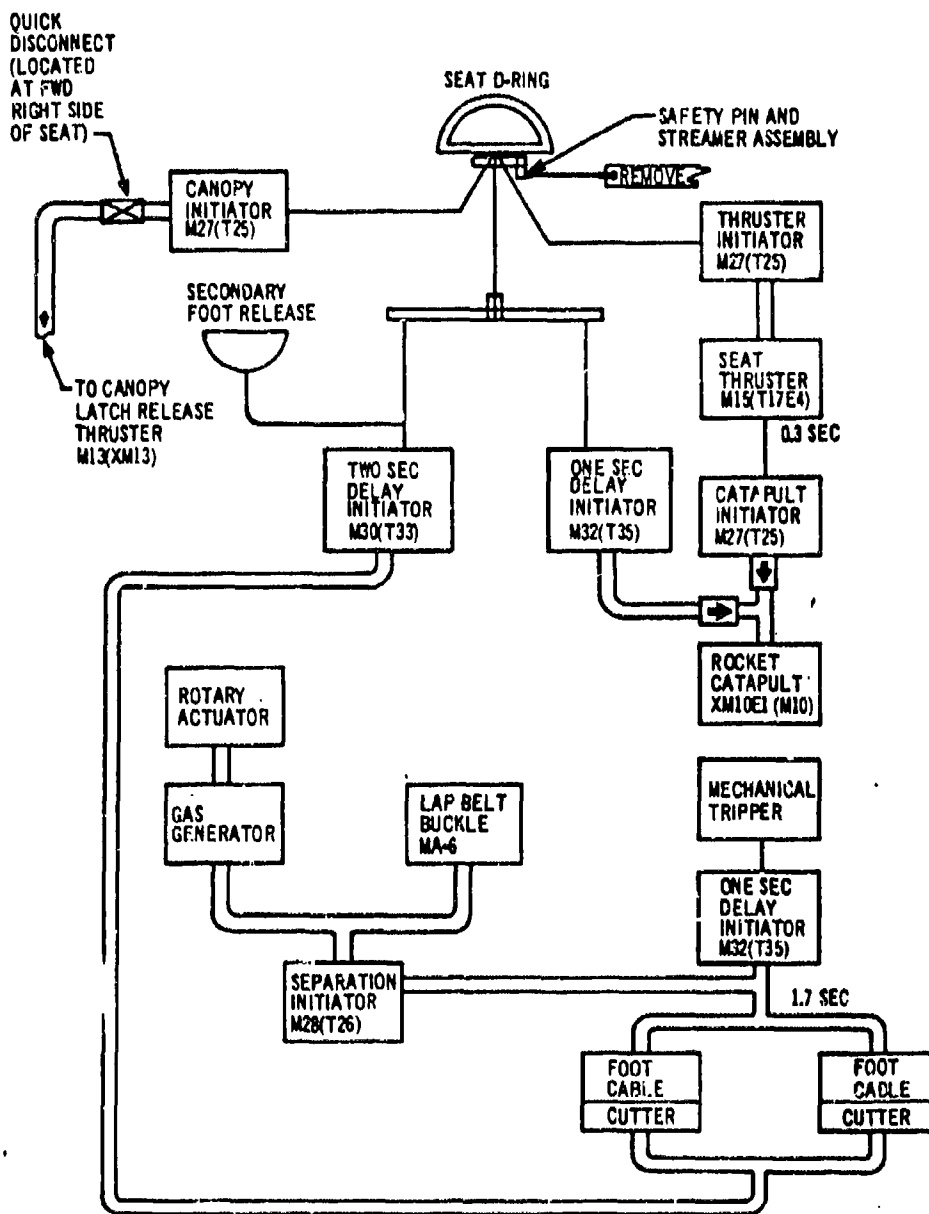 QUICK
DISCONNECT
(LOCATED
AT FWD
RIGHT SIDE
OF SEAT)
SEAT D-RING
SAFETY PIN AND
STREAMER ASSEMBLY
REMOVE
CANOPY
INITIATOR
M27(T25)
THRUSTER
INITIATOR
M27(T25)
SECONDARY
FOOT RELEASE
TO CANOPY
LATCH RELEASE
THRUSTER
M13(XM13)
SEAT
THRUSTER
M15(T17E4)
0.3 SEC
TWO SEC
DELAY
INITIATOR
M30(T33)
ONE SEC
DELAY
INITIATOR
M32(T35)
CATAPULT
INITIATOR
M27(T25)
ROCKET
CATAPULT
XM10E1 (M10)
ROTARY
ACTUATOR
MECHANICAL
TRIPPER
GAS
GENERATOR
LAP BELT
BUCKLE
MA-6
ONE SEC
DELAY
INITIATOR
M32(T35)
SEPARATION
INITIATOR
M28(T26)
1.7 SEC
FOOT
CABLE
CUTTER
FOOT
CABLE
CUTTER